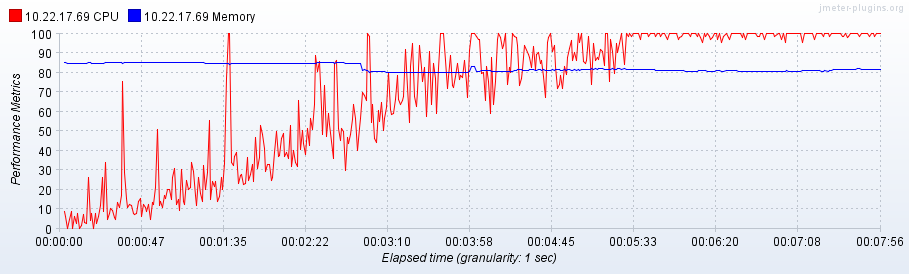 10.22.17.69 CPU 10.22.17.69 Memory
jmeter-plugins.org
100
90
80
70
60
50
40
30
20
10
0
Performance Metrics
00:00:00 00:00:47 00:01:35 00:02:22 00:03:10 00:03:58 00:04:45 00:05:33 00:06:20 00:07:08 00:07:56
Elapsed time (granularity: 1 sec)